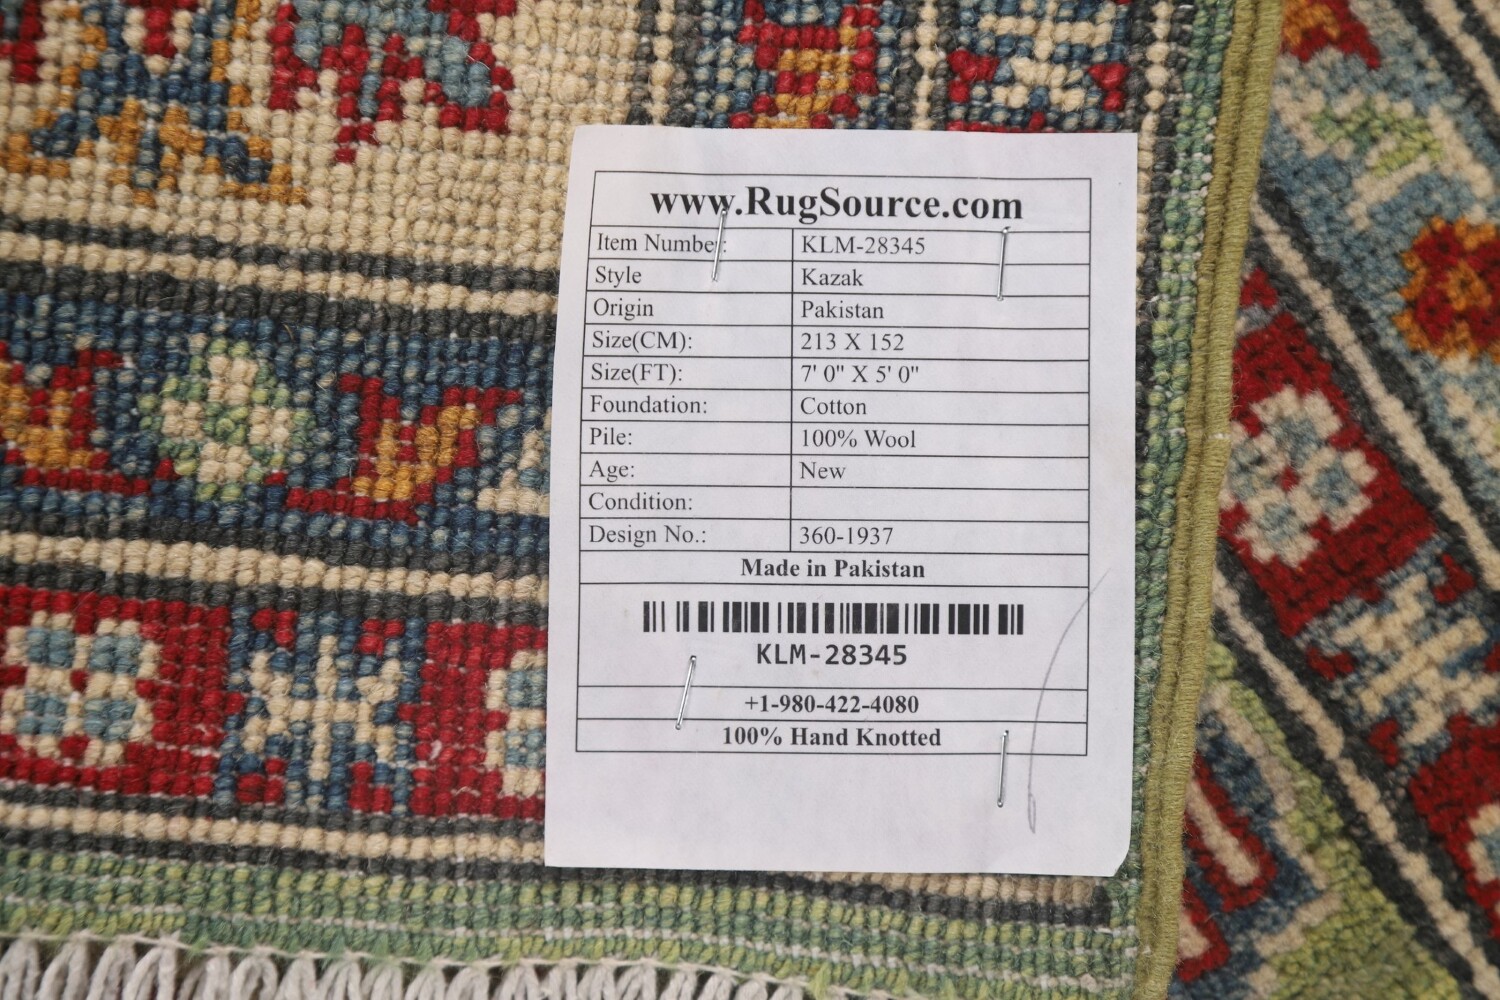 www.RugSource.com
Item Number: KLM-28345
Style Kazak
Origin Pakistan
Size(CM): 213 X 152
Size(FT): 7' 0" X 5' 0"
Foundation: Cotton
Pile: 100% Wool
Age: New
Condition:
Design No.: 360-1937
Made in Pakistan
KLM-28345
+1-980-422-4080
100% Hand Knotted